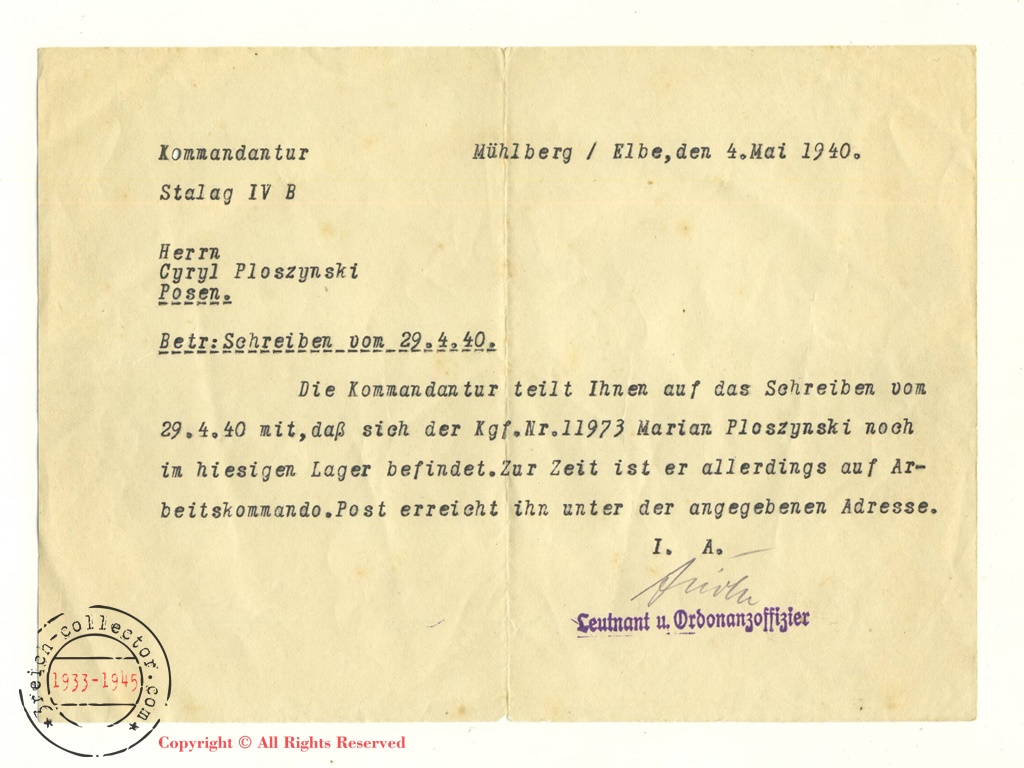 Kommandantur Mühlberg / Elbe,den 4.Mai 1940.
Stalag IV B
Herrn
Cyryl Ploszynski
Posen.
Betr:Schreiben vom 29.4.40.
Die Kommandantur teilt Ihnen auf das Schreiben vom
29.4.40 mit,daß sich der Kgf.Nr.11973 Marian Ploszynski noch
im hiesigen Lager befindet.Zur Zeit ist er allerdings auf Ar-
beitskommando.Post erreicht ihn unter der angegebenen Adresse.
I. A.
Leutnant u. Ordonanzoffizier
3reich-collector.com
1933-1945
Copyright © All Rights Reserved